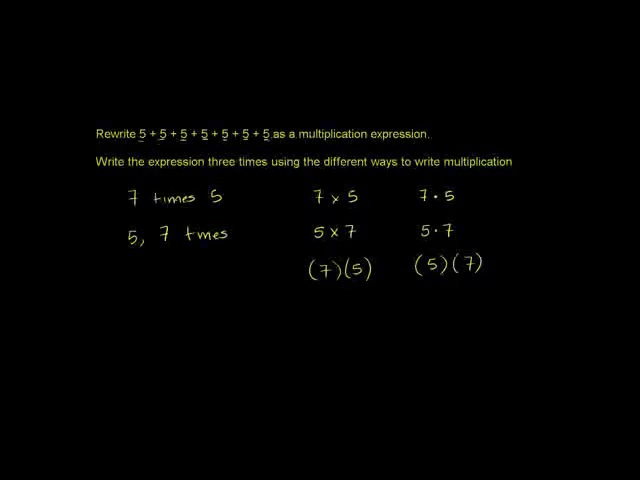 Rewrite 5 + 5 + 5 + 5 + 5 + 5 + 5 as a multiplication expression.
Write the expression three times using the different ways to write multiplication
7 times 5 7 × 5 7 · 5
5, 7 times 5 × 7 5 · 7
(7)(5) (5)(7)